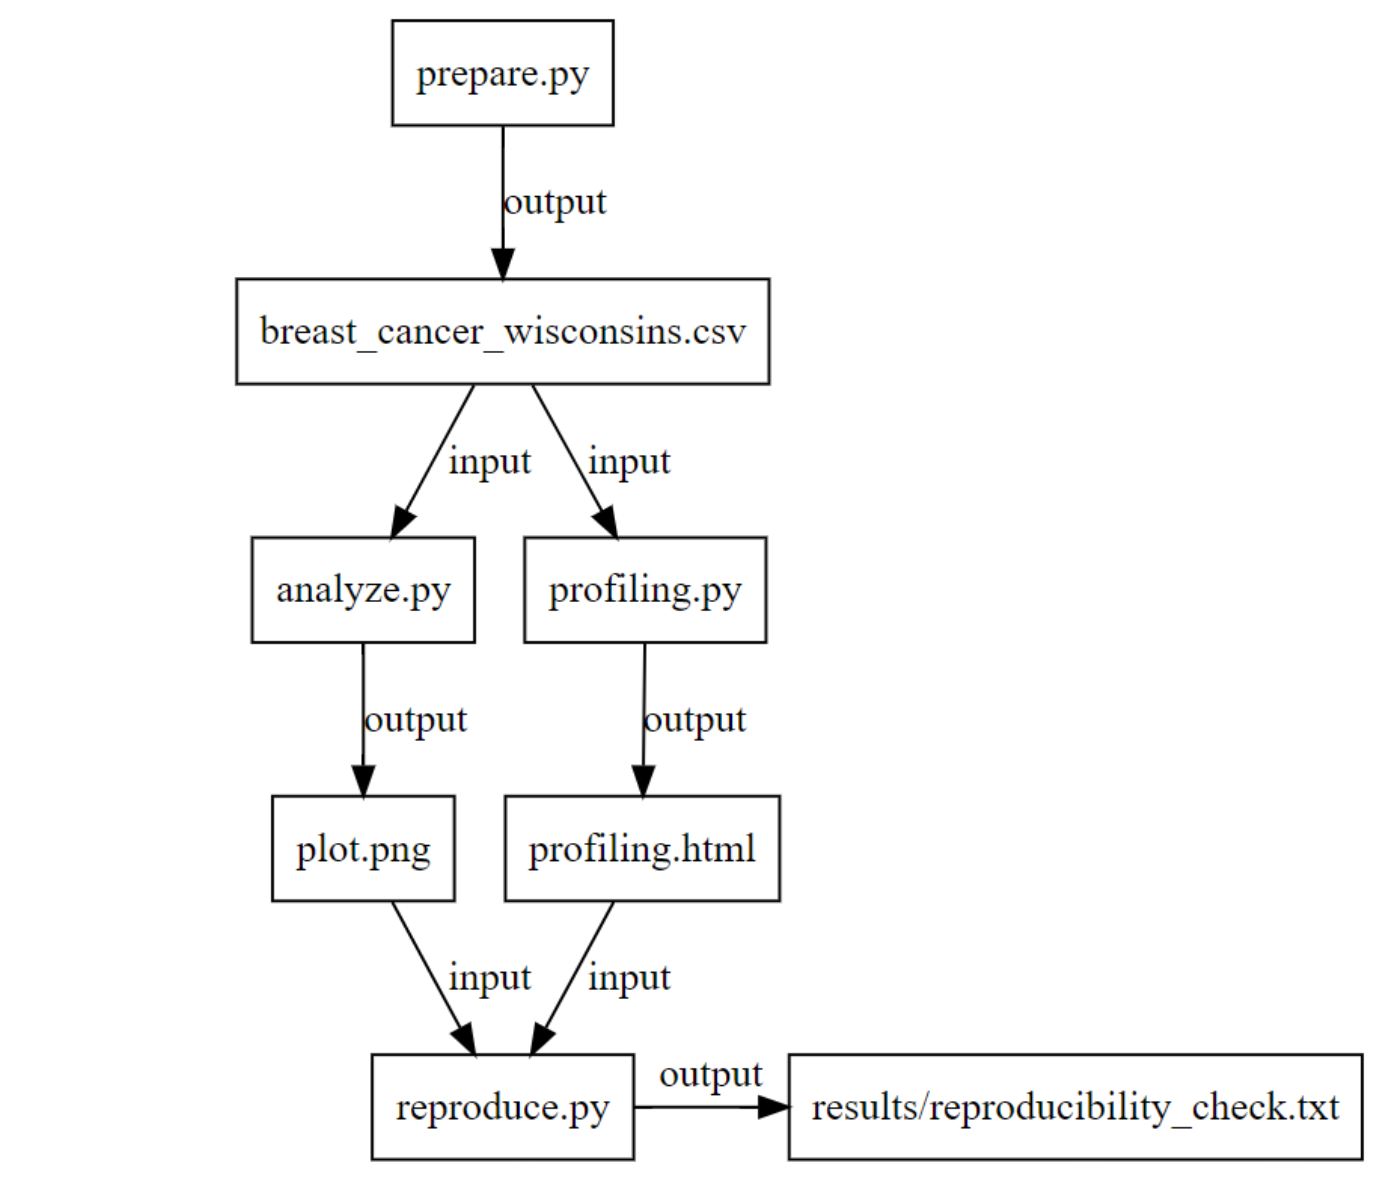 prepare.py
output
breast_cancer_wisconsins.csv
input
input
analyze.py
profiling.py
output
output
plot.png
profiling.html
input
input
reproduce.py
output
results/reproducibility_check.txt